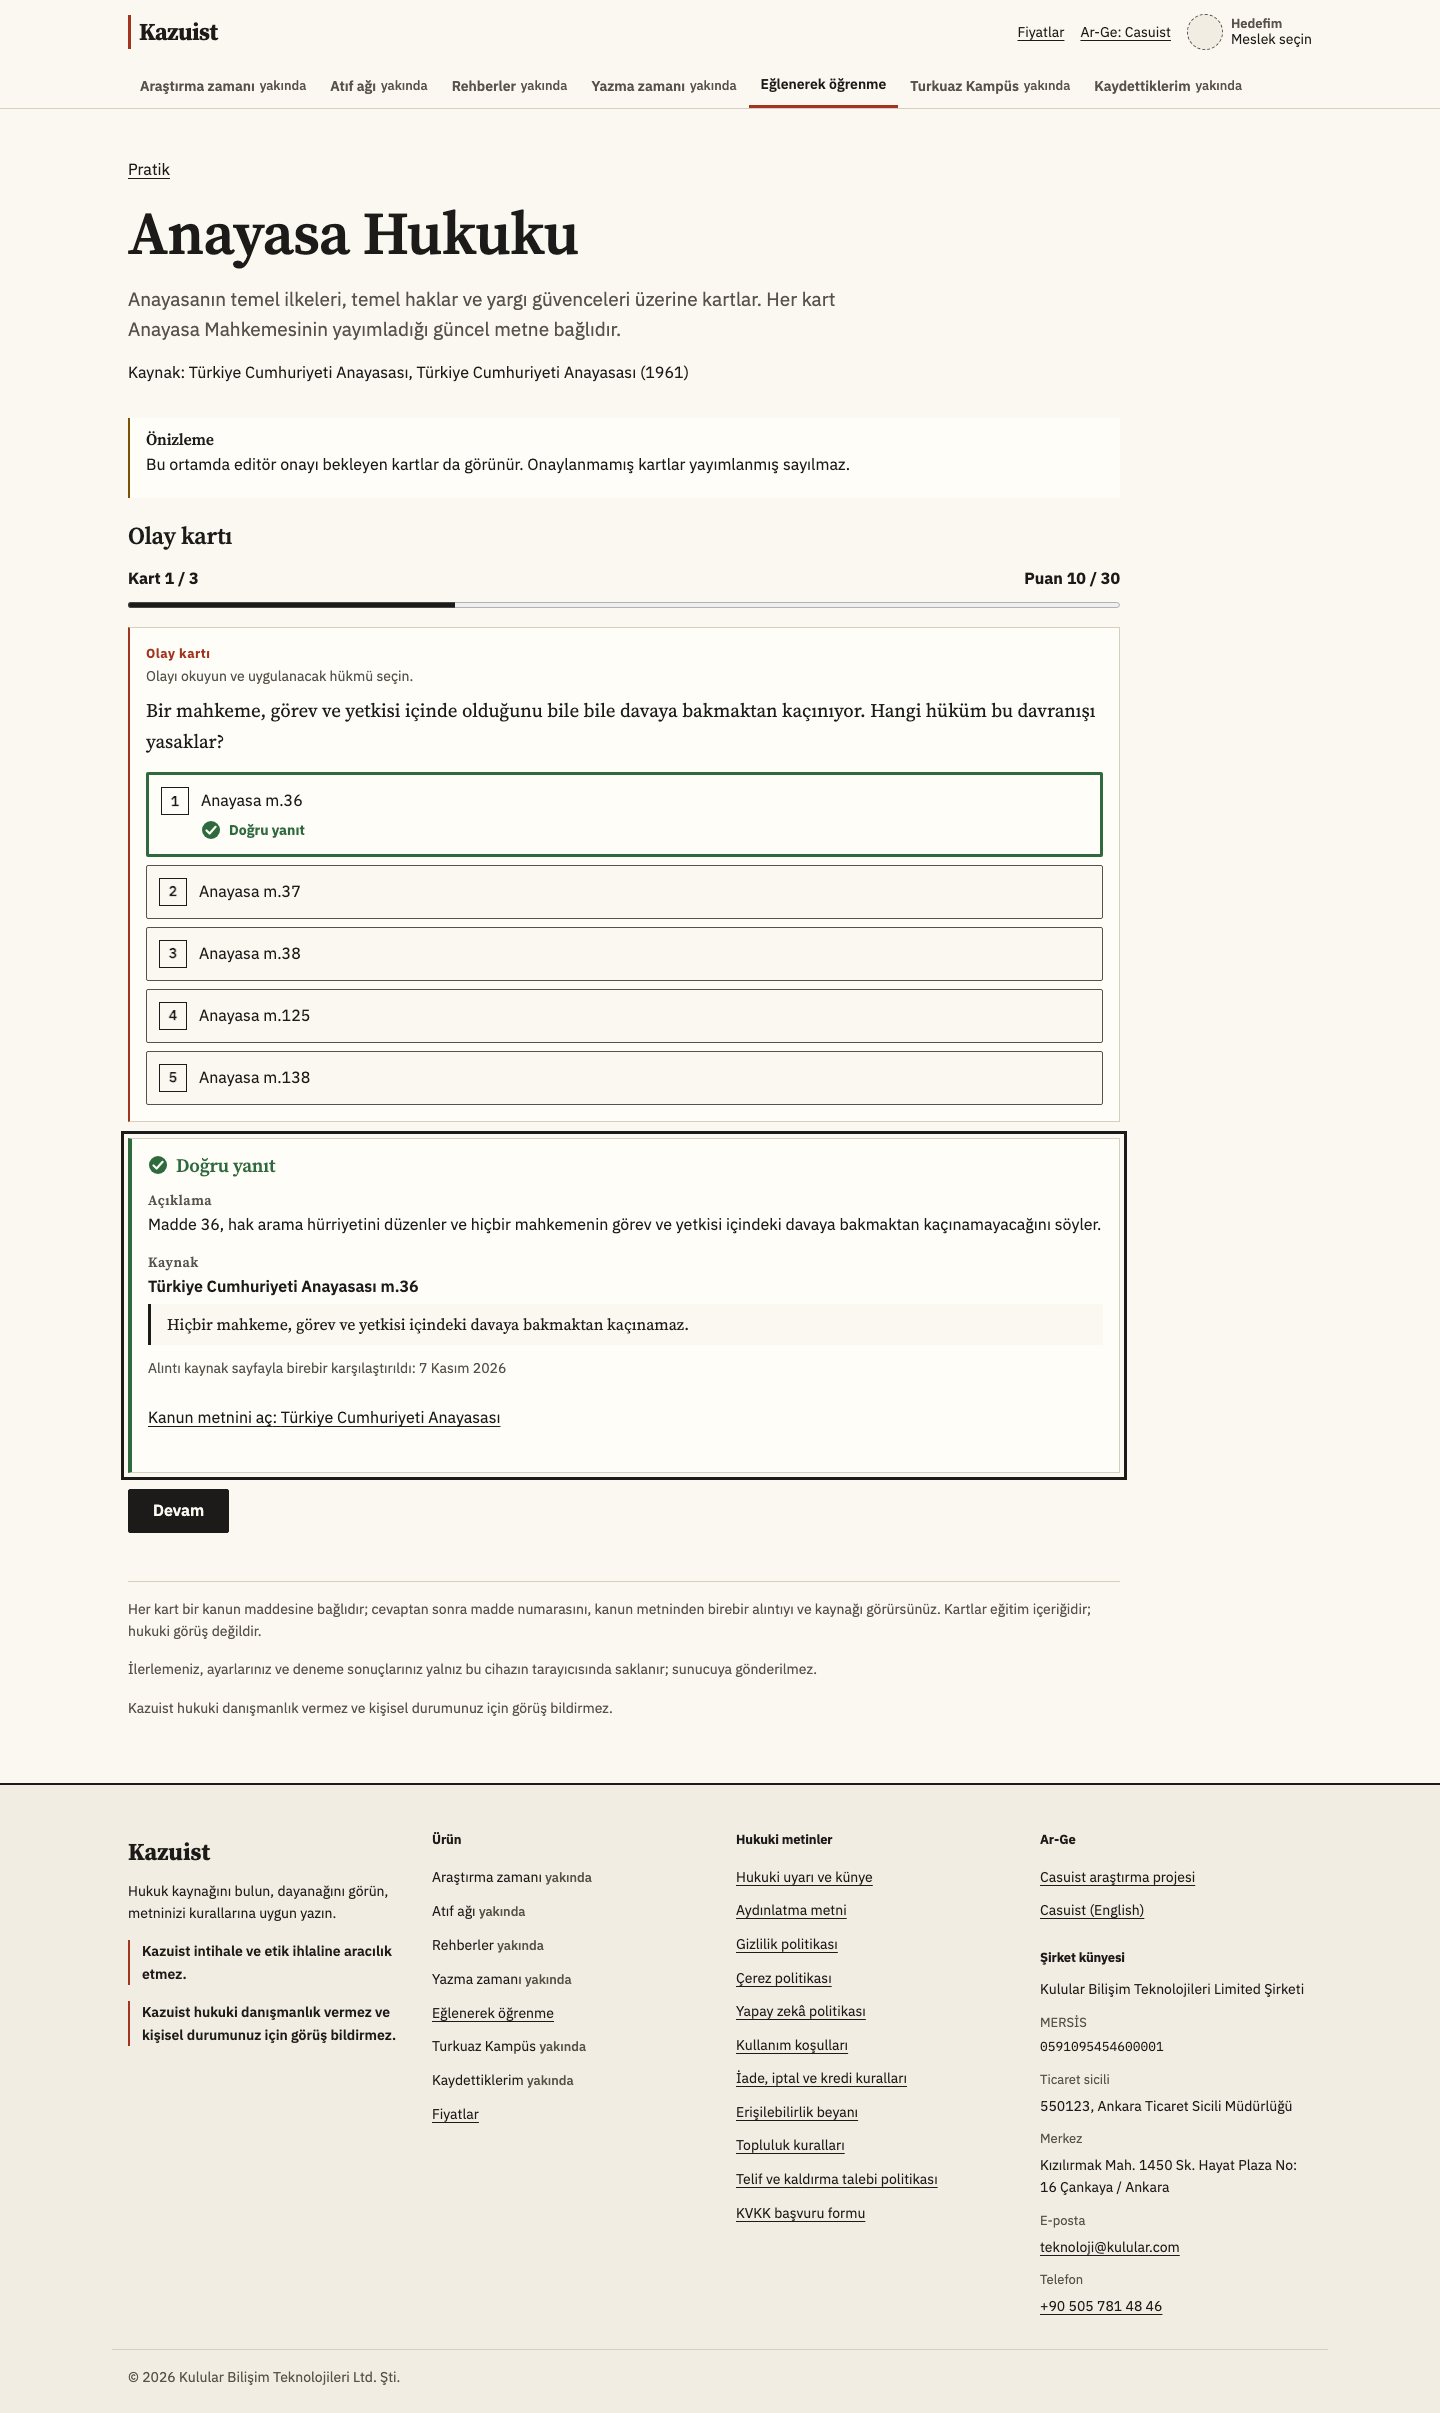 Kazuist
Fiyatlar
Ar-Ge: Casuist
Hedefim
Meslek seçin
Araştırma zamanı yakında
Atıf ağı yakında
Rehberler yakında
Yazma zamanı yakında
Eğlenerek öğrenme
Turkuaz Kampüs yakında
Kaydettiklerim yakında
Pratik
Anayasa Hukuku
Anayasanın temel ilkeleri, temel haklar ve yargı güvenceleri üzerine kartlar. Her kart
Anayasa Mahkemesinin yayımladığı güncel metne bağlıdır.
Kaynak: Türkiye Cumhuriyeti Anayasası, Türkiye Cumhuriyeti Anayasası (1961)
Önizleme
Bu ortamda editör onayı bekleyen kartlar da görünür. Onaylanmamış kartlar yayımlanmış sayılmaz.
Olay kartı
Kart 1 / 3
Puan 10 / 30
Olay kartı
Olayı okuyun ve uygulanacak hükmü seçin.
Bir mahkeme, görev ve yetkisi içinde olduğunu bile bile davaya bakmaktan kaçınıyor. Hangi hüküm bu davranışı
yasaklar?
1 Anayasa m.36
Doğru yanıt
2 Anayasa m.37
3 Anayasa m.38
4 Anayasa m.125
5 Anayasa m.138
Doğru yanıt
Açıklama
Madde 36, hak arama hürriyetini düzenler ve hiçbir mahkemenin görev ve yetkisi içindeki davaya bakmaktan kaçınamayacağını söyler.
Kaynak
Türkiye Cumhuriyeti Anayasası m.36
Hiçbir mahkeme, görev ve yetkisi içindeki davaya bakmaktan kaçınamaz.
Alıntı kaynak sayfayla birebir karşılaştırıldı: 7 Kasım 2026
Kanun metnini aç: Türkiye Cumhuriyeti Anayasası
Devam
Her kart bir kanun maddesine bağlıdır; cevaptan sonra madde numarasını, kanun metninden birebir alıntıyı ve kaynağı görürsünüz. Kartlar eğitim içeriğidir;
hukuki görüş değildir.
İlerlemeniz, ayarlarınız ve deneme sonuçlarınız yalnız bu cihazın tarayıcısında saklanır; sunucuya gönderilmez.
Kazuist hukuki danışmanlık vermez ve kişisel durumunuz için görüş bildirmez.
Kazuist
Hukuk kaynağını bulun, dayanağını görün,
metninizi kurallarına uygun yazın.
Kazuist intihale ve etik ihlaline aracılık
etmez.
Kazuist hukuki danışmanlık vermez ve
kişisel durumunuz için görüş bildirmez.
Ürün
Araştırma zamanı yakında
Atıf ağı yakında
Rehberler yakında
Yazma zamanı yakında
Eğlenerek öğrenme
Turkuaz Kampüs yakında
Kaydettiklerim yakında
Fiyatlar
Hukuki metinler
Hukuki uyarı ve künye
Aydınlatma metni
Gizlilik politikası
Çerez politikası
Yapay zekâ politikası
Kullanım koşulları
İade, iptal ve kredi kuralları
Erişilebilirlik beyanı
Topluluk kuralları
Telif ve kaldırma talebi politikası
KVKK başvuru formu
Ar-Ge
Casuist araştırma projesi
Casuist (English)
Şirket künyesi
Kulular Bilişim Teknolojileri Limited Şirketi
MERSİS
0591095454600001
Ticaret sicili
550123, Ankara Ticaret Sicili Müdürlüğü
Merkez
Kızılırmak Mah. 1450 Sk. Hayat Plaza No:
16 Çankaya / Ankara
E-posta
teknoloji@kulular.com
Telefon
+90 505 781 48 46
© 2026 Kulular Bilişim Teknolojileri Ltd. Şti.